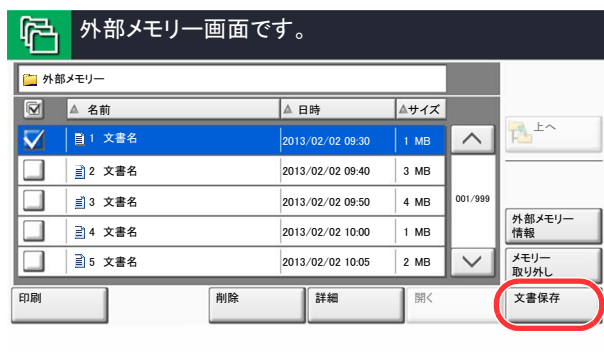 外部メモリー画面です。
外部メモリー
名前 日時 サイズ
1 文書名 2013/02/02 09:30 1 MB
2 文書名 2013/02/02 09:40 3 MB
3 文書名 2013/02/02 09:50 4 MB
4 文書名 2013/02/02 10:00 1 MB
5 文書名 2013/02/02 10:05 2 MB
001/999
上へ
外部メモリー
情報
メモリー
取り外し
印刷 削除 詳細 開く 文書保存